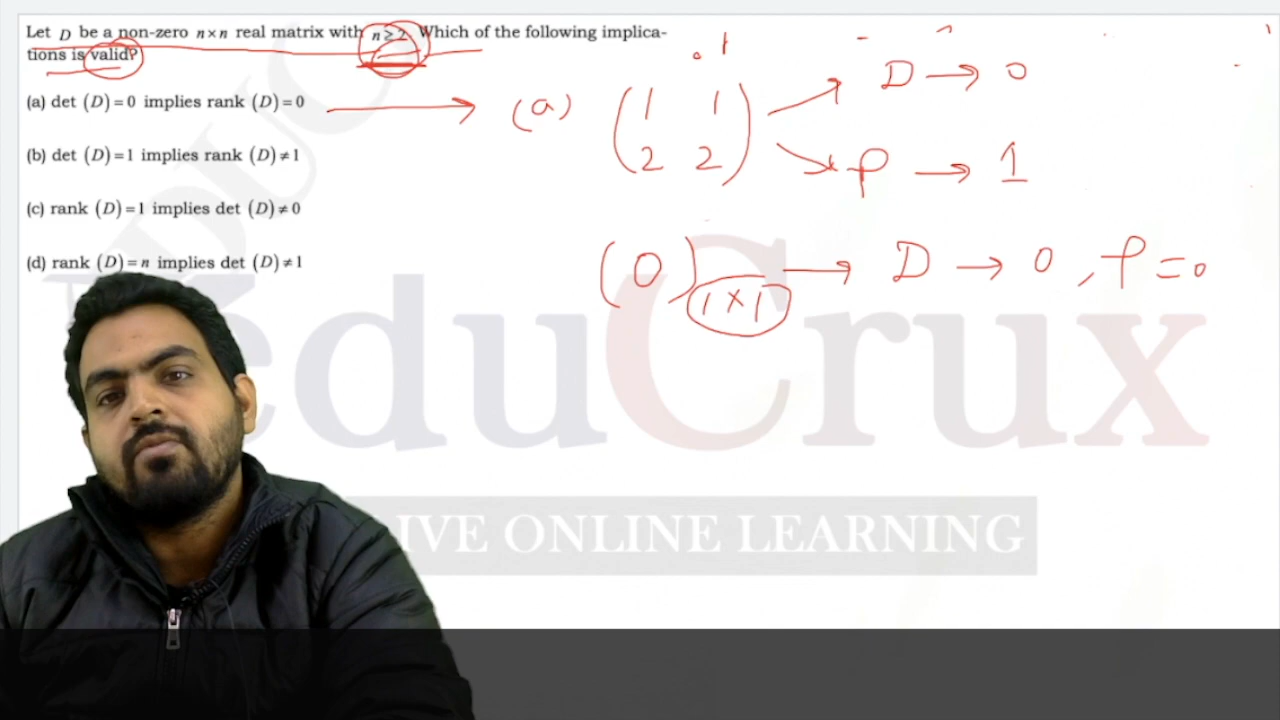 Let D be a non-zero n×n real matrix with n ≥ 2. Which of the following implica-
tions is valid?
(a) det (D) = 0 implies rank (D) = 0
(b) det (D) = 1 implies rank (D) ≠ 1
(c) rank (D) = 1 implies det (D) ≠ 0
(d) rank (D) = n implies det (D) ≠ 1
(a) (1 1 D → 0
2 2) ρ → 1
(0) 1×1 → D → 0, ρ = 0
eduCrux
IVE ONLINE LEARNING